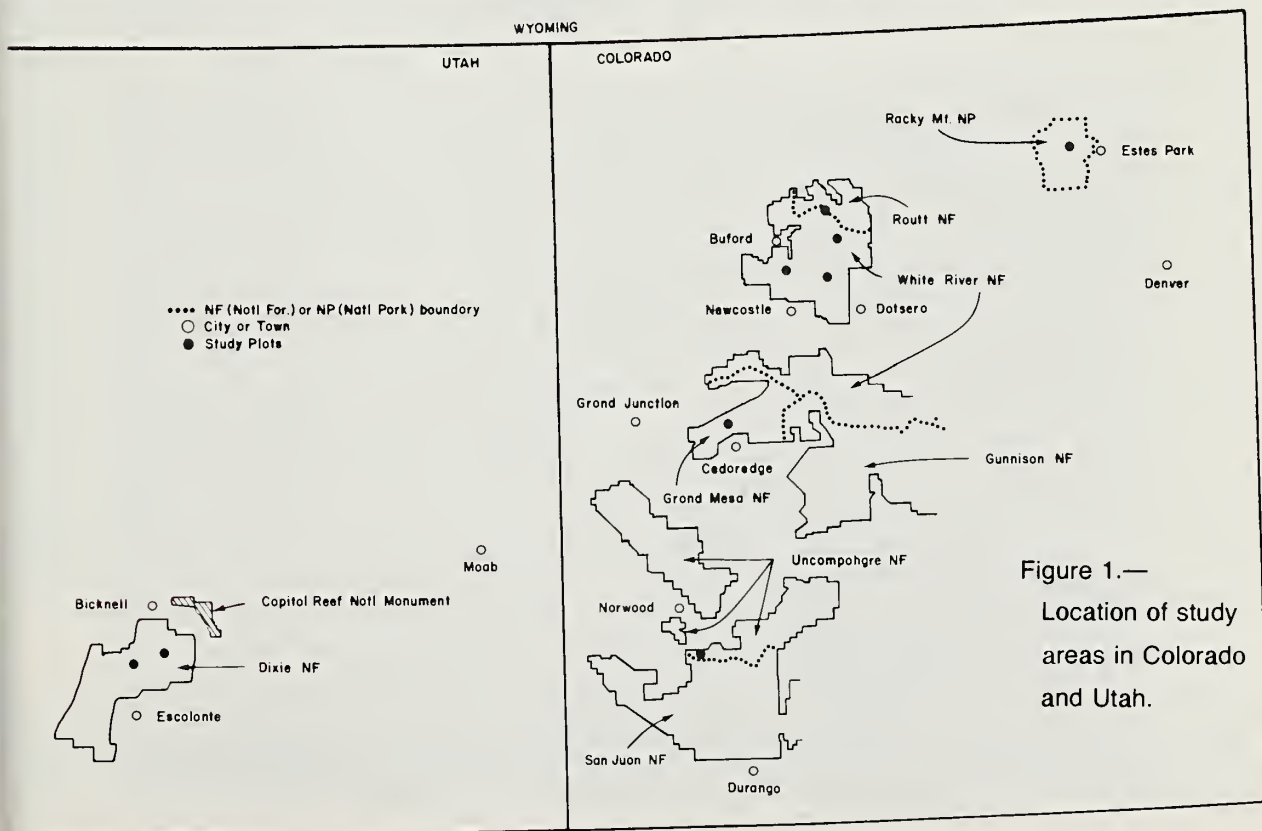 WYOMING
UTAH
COLORADO
Racky Mt. NP
Estes Park
Routt NF
Buford
White River NF
Denver
•••• NF (Natl For.) or NP (Natl Pork) boundary
○ City or Town
● Study Plots
Newcastle
Dotsero
Grond Junction
Cedoredge
Gunnison NF
Grond Mesa NF
Moab
Uncompohgre NF
Figure 1.—
Location of study
areas in Colorado
and Utah.
Bicknell
Copitol Reef Notl Monument
Norwood
Dixie NF
Escolonte
San Juon NF
Durango